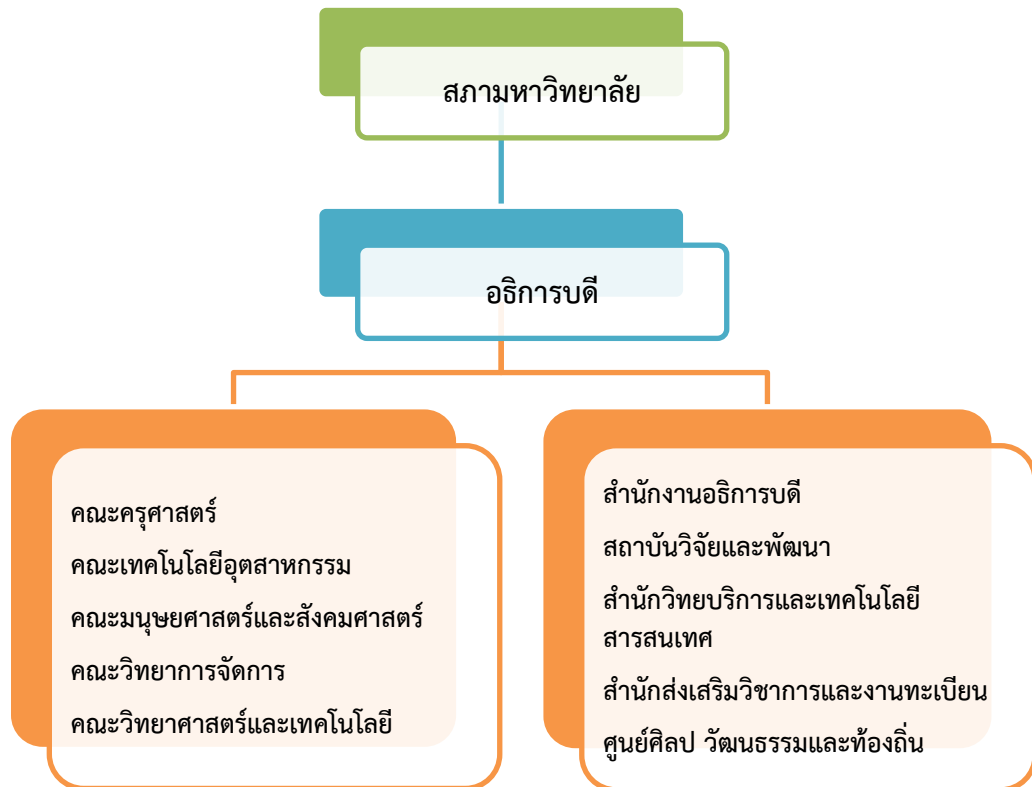 สภามหาวิทยาลัย
อธิการบดี
คณะครุศาสตร์
คณะเทคโนโลยีอุตสาหกรรม
คณะมนุษยศาสตร์และสังคมศาสตร์
คณะวิทยาการจัดการ
คณะวิทยาศาสตร์และเทคโนโลยี
สำนักงานอธิการบดี
สถาบันวิจัยและพัฒนา
สำนักวิทยบริการและเทคโนโลยี
สารสนเทศ
สำนักส่งเสริมวิชาการและงานทะเบียน
ศูนย์ศิลป วัฒนธรรมและท้องถิ่น